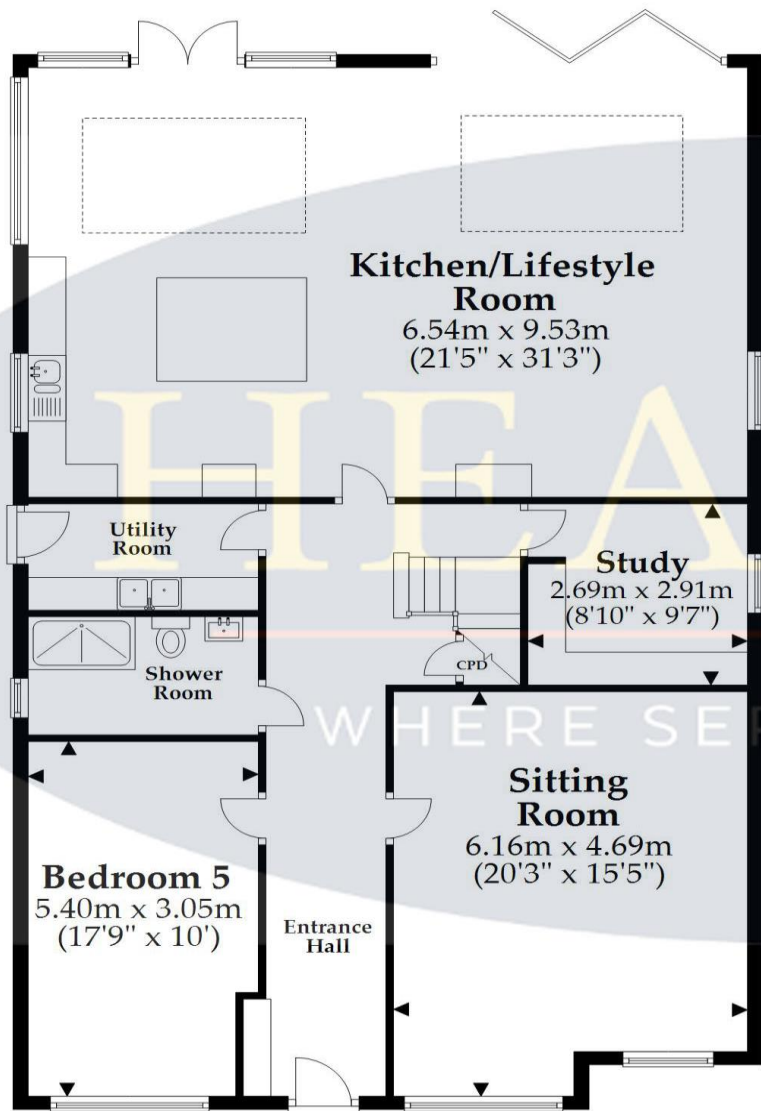 Kitchen/Lifestyle
Room
6.54m x 9.53m
(21'5" x 31'3")
HEA
Utility
Room
Study
2.69m x 2.91m
(8'10" x 9'7")
Shower
Room
CPD
WHERE SER
Sitting
Room
6.16m x 4.69m
(20'3" x 15'5")
Bedroom 5
5.40m x 3.05m
(17'9" x 10')
Entrance
Hall